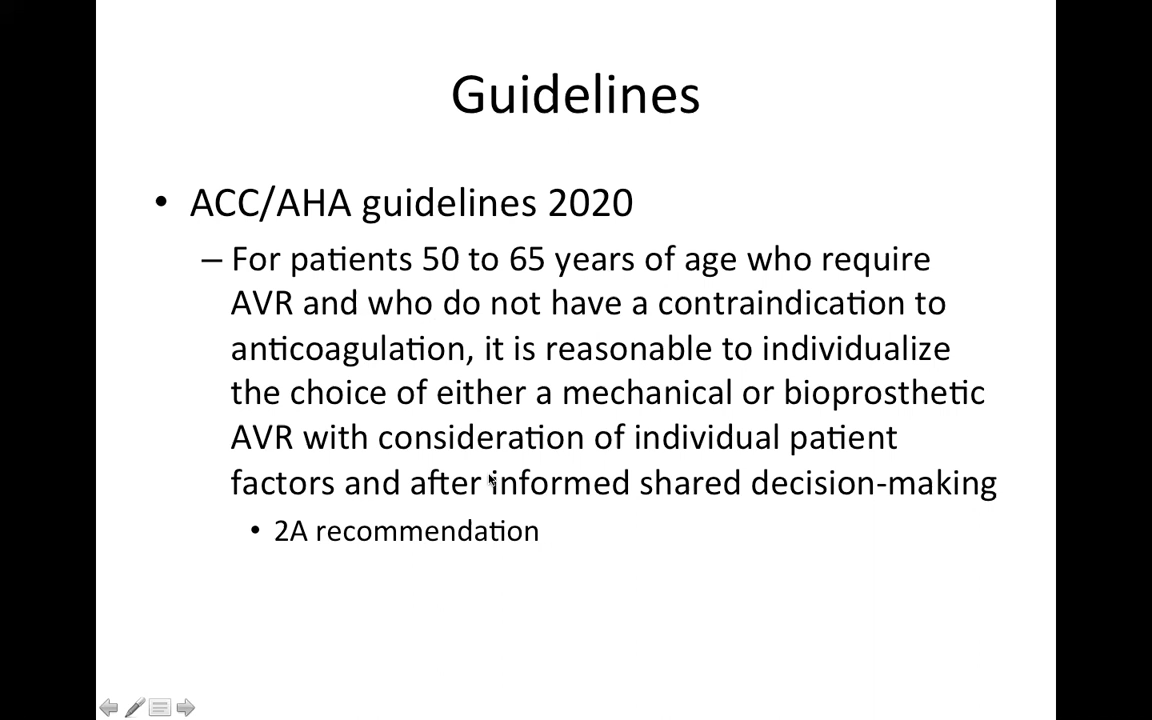 Guidelines
• ACC/AHA guidelines 2020
– For patients 50 to 65 years of age who require
AVR and who do not have a contraindication to
anticoagulation, it is reasonable to individualize
the choice of either a mechanical or bioprosthetic
AVR with consideration of individual patient
factors and after informed shared decision-making
• 2A recommendation